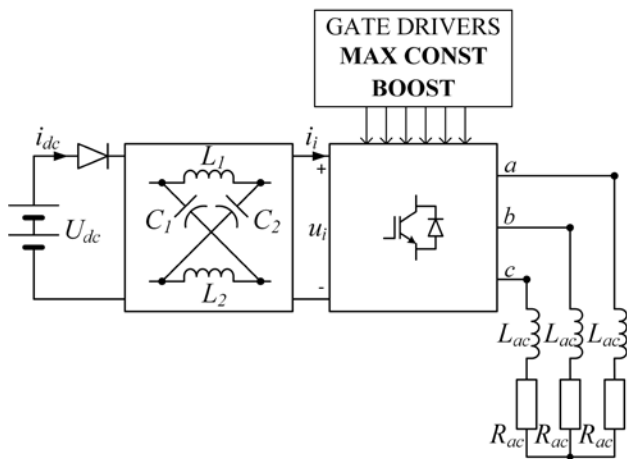 GATE DRIVERS
MAX CONST
BOOST
i_dc
L_1
i_i
+
a
C_1
C_2
U_dc
u_i
b
L_2
-
c
L_ac
L_ac
L_ac
R_ac
R_ac
R_ac